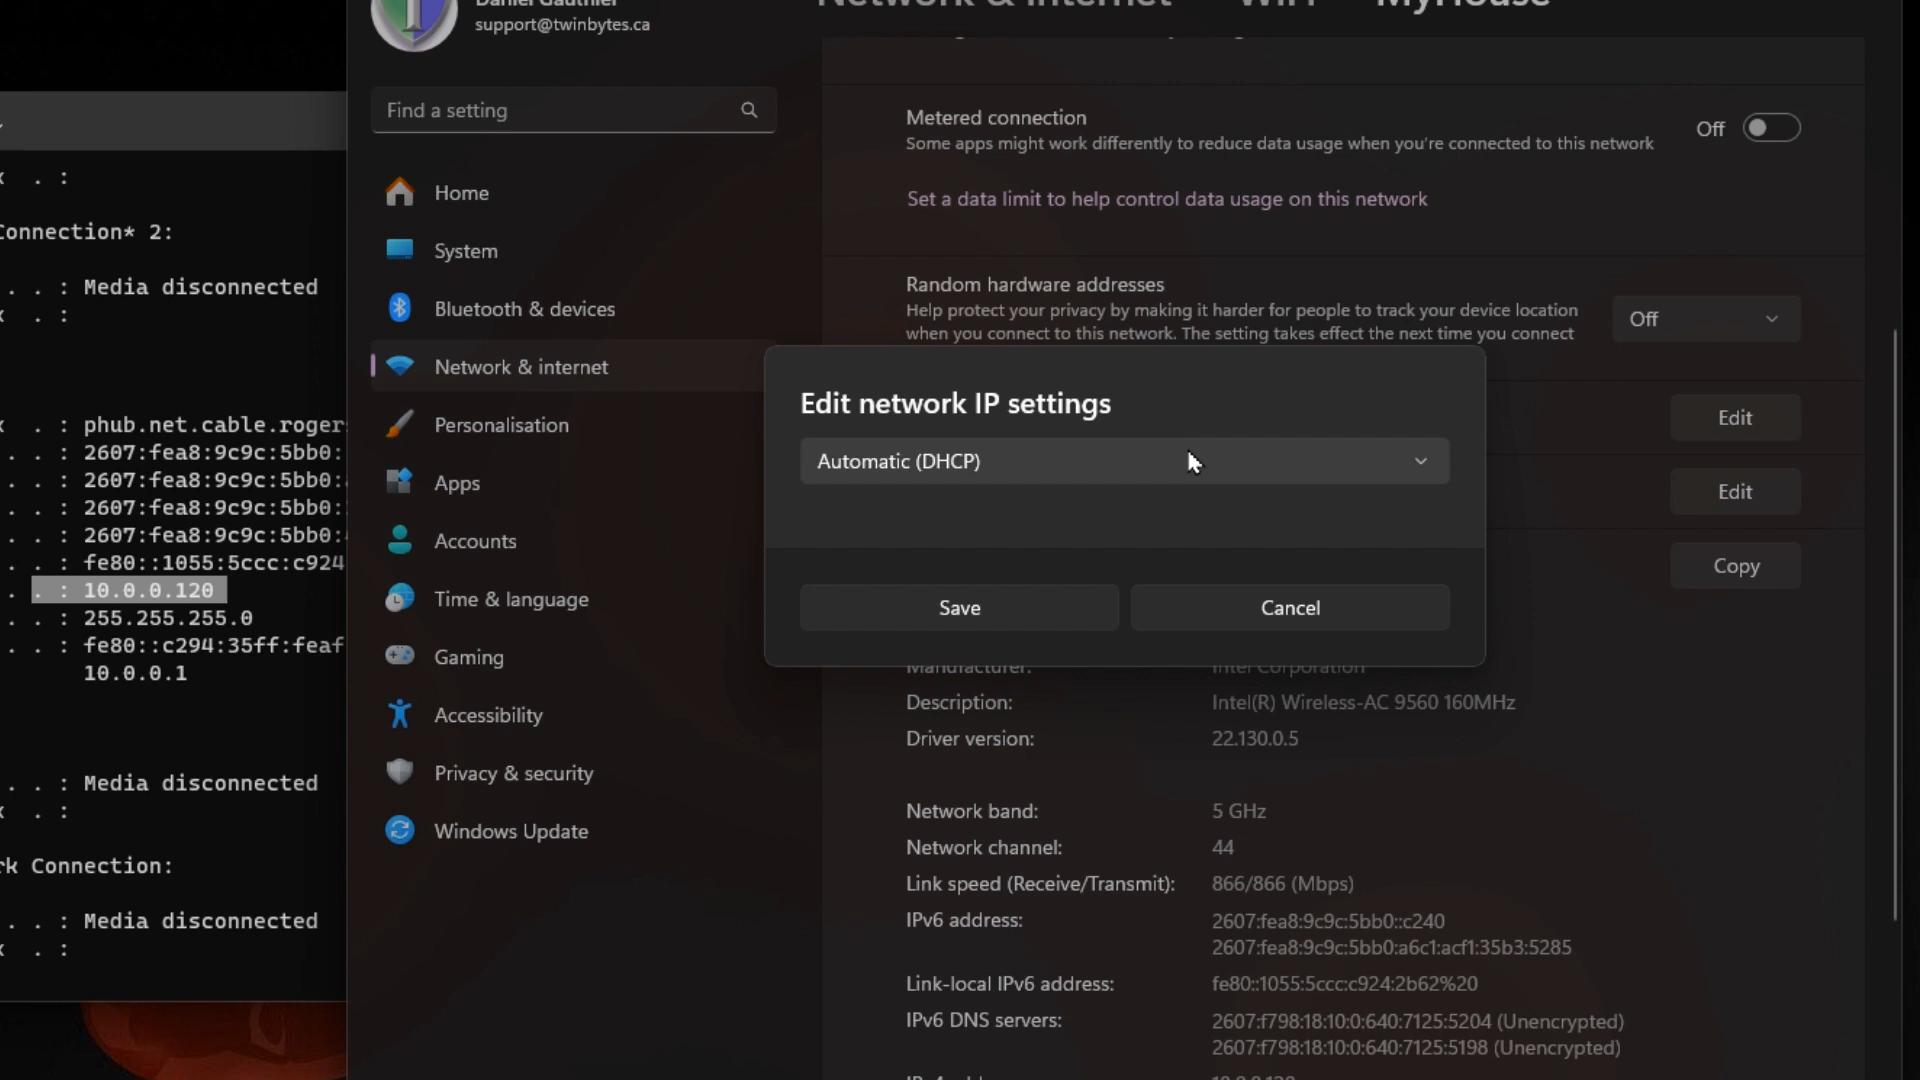 support@twinbytes.ca
Find a setting
Home
System
Bluetooth & devices
Network & internet
Personalisation
Apps
Accounts
Time & language
Gaming
Accessibility
Privacy & security
Windows Update
. :
Connection* 2:
. . : Media disconnected
. :
. : phub.net.cable.roger
. . : 2607:fea8:9c9c:5bb0:
. . : 2607:fea8:9c9c:5bb0:
. . : 2607:fea8:9c9c:5bb0:
. . : 2607:fea8:9c9c:5bb0:
. . : fe80::1055:5ccc:c924
. . : 10.0.0.120
. . : 255.255.255.0
. . : fe80::c294:35ff:feaf
10.0.0.1
. . : Media disconnected
. :
rk Connection:
. . : Media disconnected
. :
Metered connection
Some apps might work differently to reduce data usage when you're connected to this network
Off
Set a data limit to help control data usage on this network
Random hardware addresses
Help protect your privacy by making it harder for people to track your device location
when you connect to this network. The setting takes effect the next time you connect
Off
Edit
Edit
Copy
Edit network IP settings
Automatic (DHCP)
Save
Cancel
Manufacturer: Intel Corporation
Description: Intel(R) Wireless-AC 9560 160MHz
Driver version: 22.130.0.5
Network band: 5 GHz
Network channel: 44
Link speed (Receive/Transmit): 866/866 (Mbps)
IPv6 address: 2607:fea8:9c9c:5bb0::c240
2607:fea8:9c9c:5bb0:a6c1:acf1:35b3:5285
Link-local IPv6 address: fe80::1055:5ccc:c924:2b62%20
IPv6 DNS servers: 2607:f798:18:10:0:640:7125:5204 (Unencrypted)
2607:f798:18:10:0:640:7125:5198 (Unencrypted)